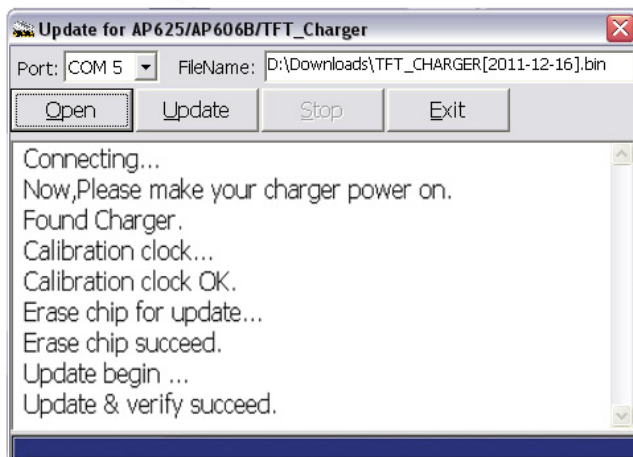 Update for AP625/AP606B/TFT_Charger
Port: COM 5 FileName: D:\Downloads\TFT_CHARGER[2011-12-16].bin
Open Update Stop Exit
Connecting...
Now,Please make your charger power on.
Found Charger.
Calibration clock...
Calibration clock OK.
Erase chip for update...
Erase chip succeed.
Update begin ...
Update & verify succeed.